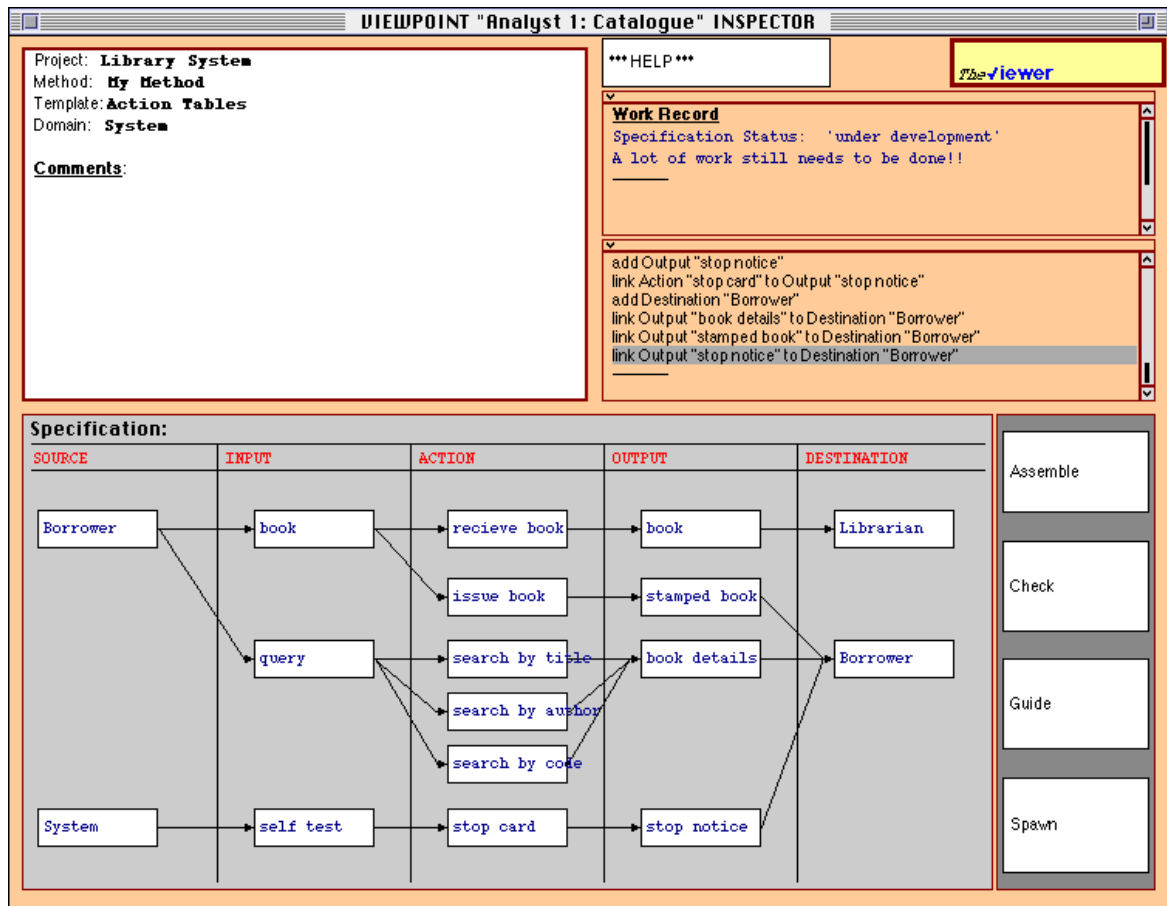 VIEWPOINT "Analyst 1: Catalogue" INSPECTOR
Project: Library System
Method: My Method
Template: Action Tables
Domain: System
Comments:
*** HELP ***
The Viewer
Work Record
Specification Status: 'under development'
A lot of work still needs to be done!!
add Output "stop notice"
link Action "stop card" to Output "stop notice"
add Destination "Borrower"
link Output "book details" to Destination "Borrower"
link Output "stamped book" to Destination "Borrower"
link Output "stop notice" to Destination "Borrower"
Specification:
SOURCE INPUT ACTION OUTPUT DESTINATION
Borrower book recieve book book Librarian
issue book stamped book
query search by title book details Borrower
search by author
search by code
System self test stop card stop notice
Assemble
Check
Guide
Spawn